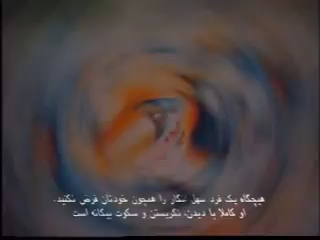 هیچگاه یک فرد سهل انگار را همچون خودتان فرض نکنید.
او کاملاً با دیدن، نگریستن و سکوت بیگانه است